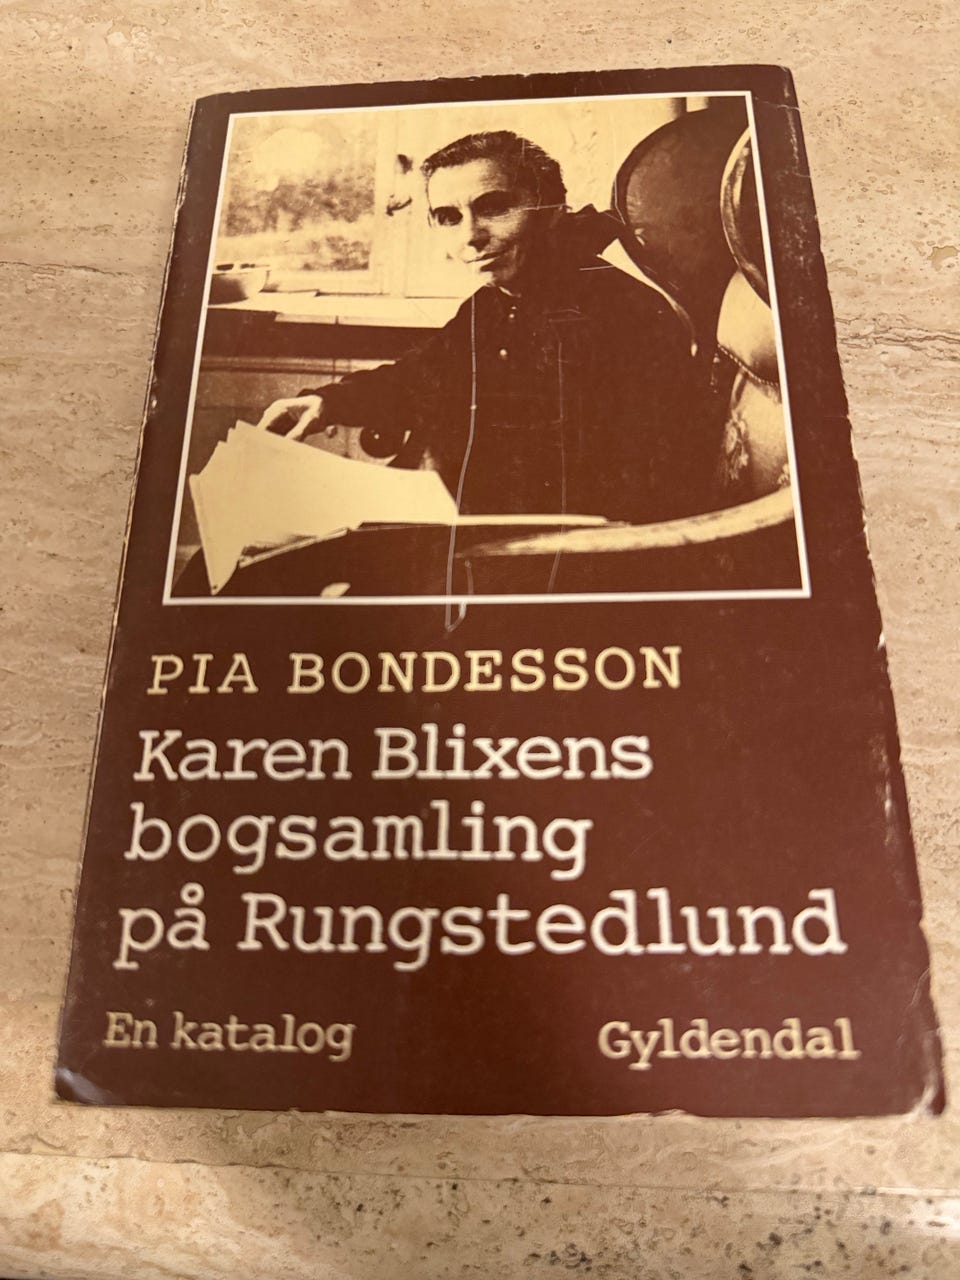 PIA BONDESSON
Karen Blixens
bogsamling
på Rungstedlund
En katalog
Gyldendal